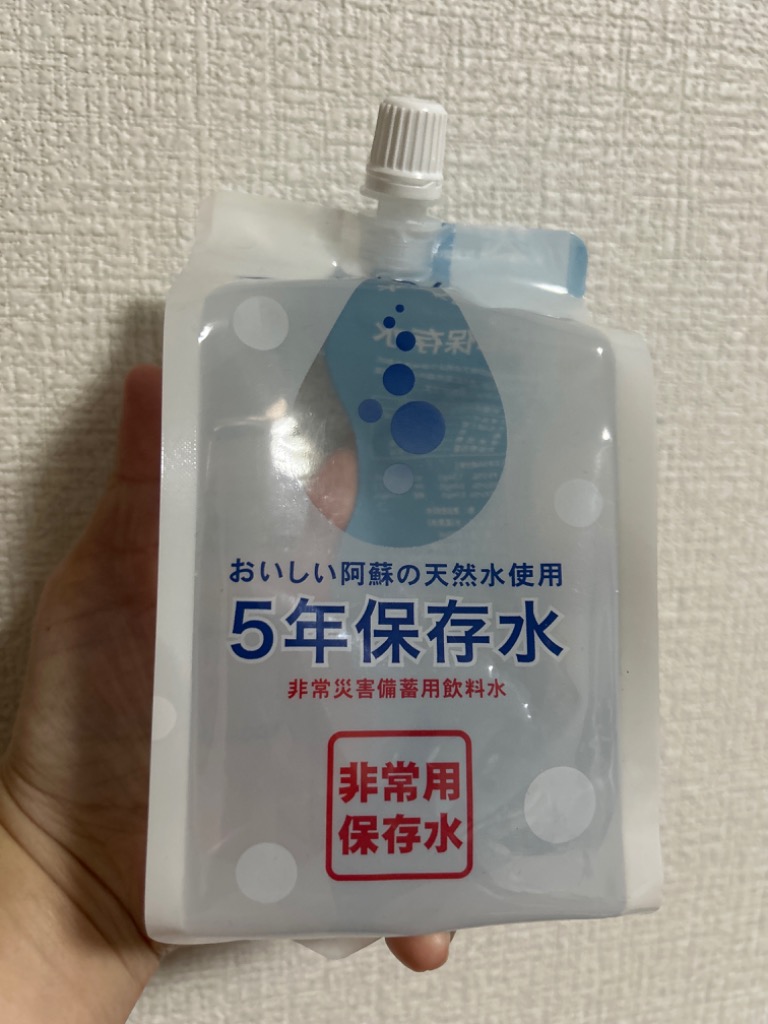 おいしい阿蘇の天然水使用
5年保存水
非常災害備蓄用飲料水
非常用
保存水